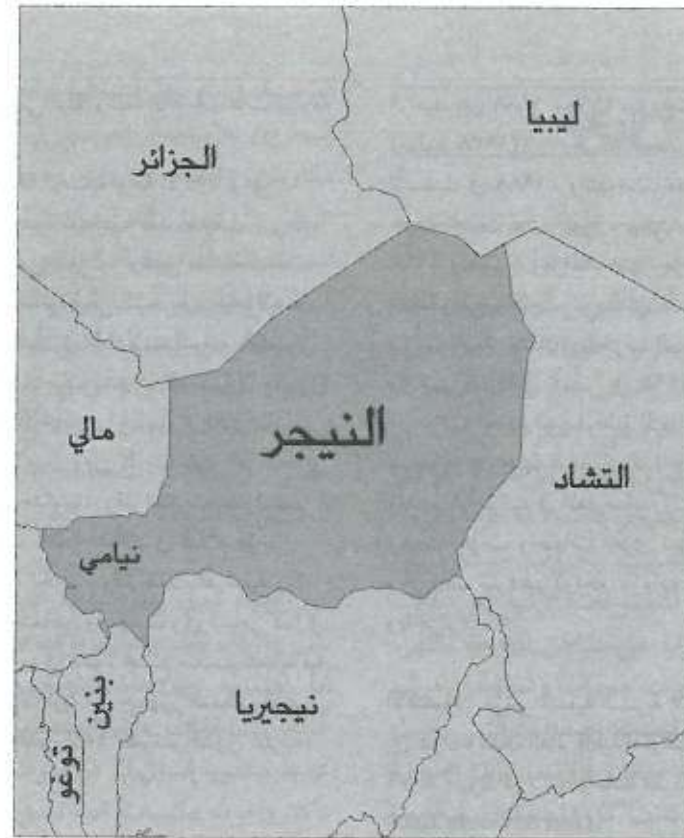 ليبيا
الجزائر
النيجر
مالي
التشاد
نيامي
نيجيريا
بنين
توغو